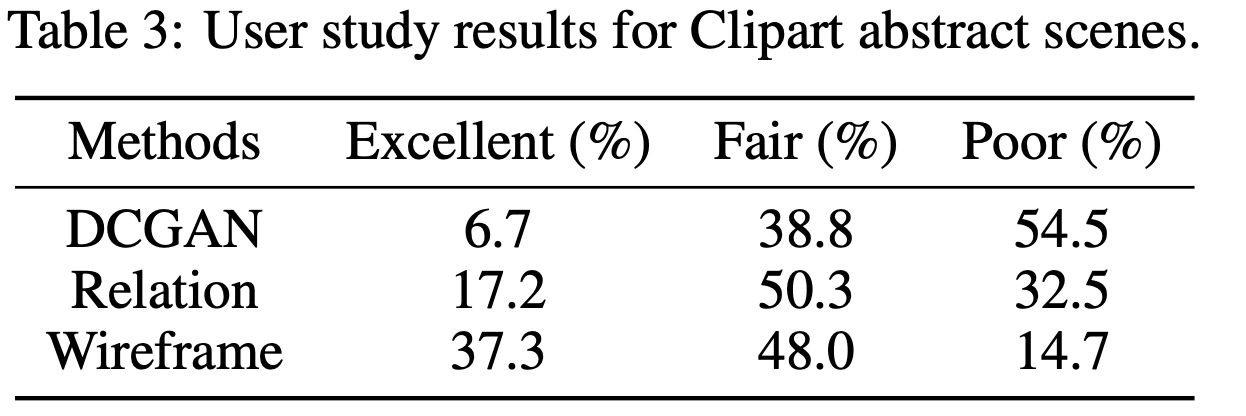 Table 3: User study results for Clipart abstract scenes.
Methods Excellent (%) Fair (%) Poor (%)
DCGAN 6.7 38.8 54.5
Relation 17.2 50.3 32.5
Wireframe 37.3 48.0 14.7